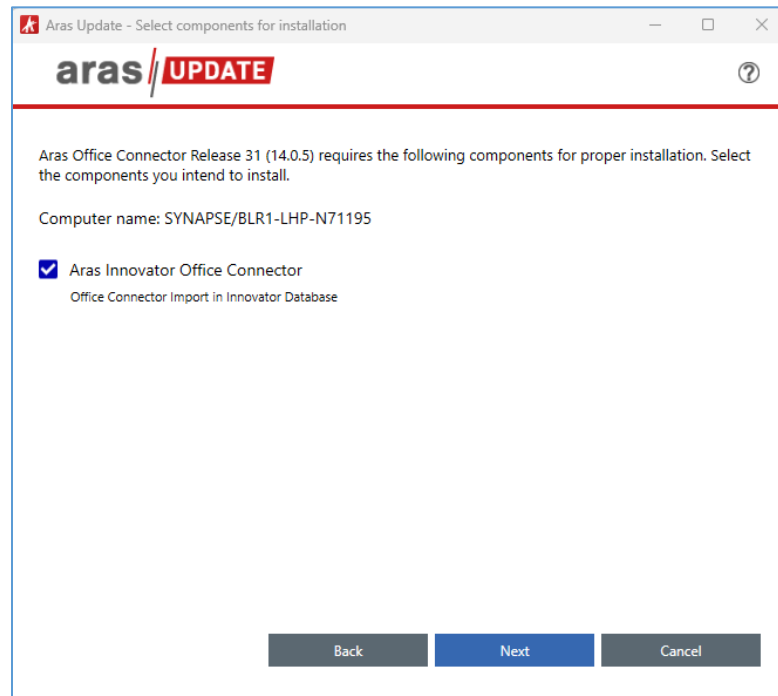 Aras Update - Select components for installation
aras UPDATE
?
Aras Office Connector Release 31 (14.0.5) requires the following components for proper installation. Select
the components you intend to install.
Computer name: SYNAPSE/BLR1-LHP-N71195
Aras Innovator Office Connector
Office Connector Import in Innovator Database
Back Next Cancel